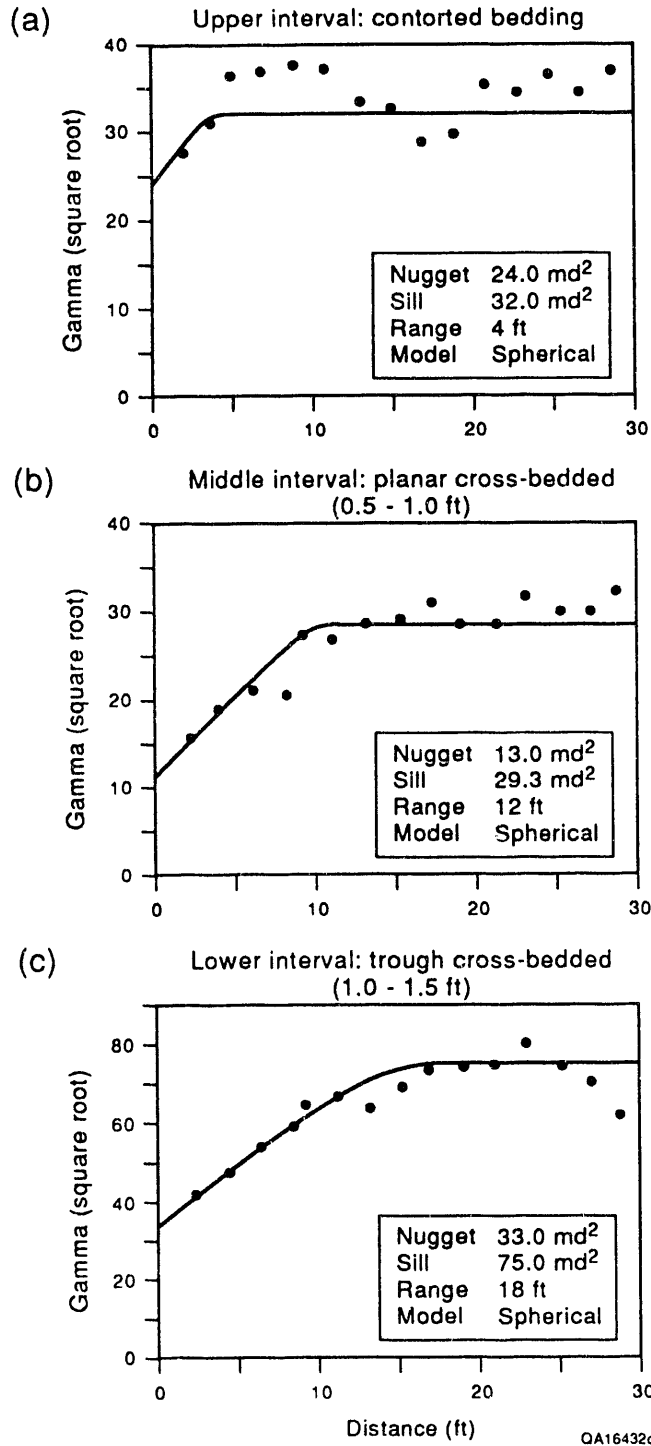 (a)
Upper interval: contorted bedding
40
30
20
10
0
Gamma (square root)
Nugget 24.0 md²
Sill 32.0 md²
Range 4 ft
Model Spherical
0 10 20 30
(b)
Middle interval: planar cross-bedded
(0.5 - 1.0 ft)
40
30
20
10
0
Gamma (square root)
Nugget 13.0 md²
Sill 29.3 md²
Range 12 ft
Model Spherical
0 10 20 30
(c)
Lower interval: trough cross-bedded
(1.0 - 1.5 ft)
80
60
40
20
0
Gamma (square root)
Nugget 33.0 md²
Sill 75.0 md²
Range 18 ft
Model Spherical
0 10 20 30
Distance (ft)
QA16432c